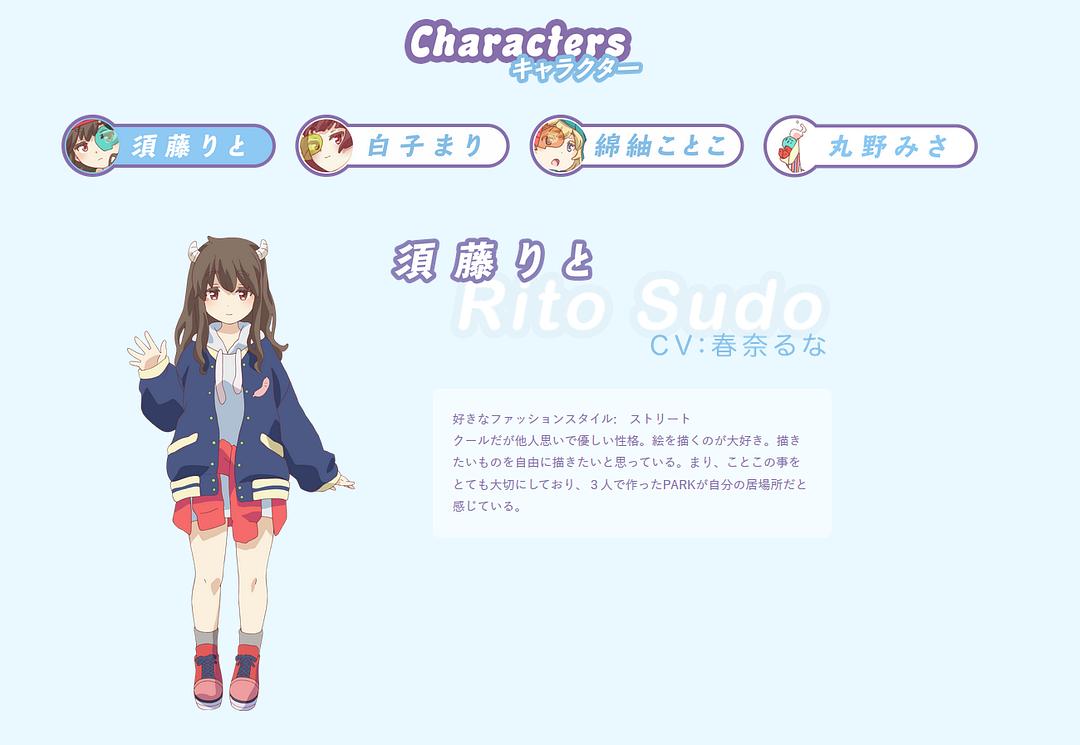 Characters
キャラクター
須藤りと
白子まり
綿紬ことこ
丸野みさ
須藤りと
Rito Sudo
CV:春奈るな
好きなファッションスタイル: ストリート
クールだが他人思いで優しい性格。絵を描くのが大好き。描き
たいものを自由に描きたいと思っている。まり、ことこの事を
とても大切にしており、３人で作ったPARKが自分の居場所だと
感じている。